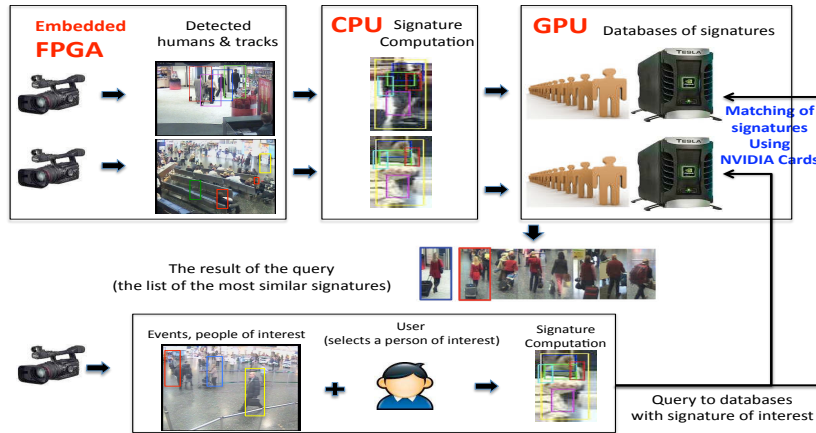 Embedded
FPGA
Detected
humans & tracks
CPU
Signature
Computation
GPU
Databases of signatures
TESLA
Matching of
signatures
Using
NVIDIA Cards
TESLA
The result of the query
(the list of the most similar signatures)
Events, people of interest
User
(selects a person of interest)
Signature
Computation
+
Query to databases
with signature of interest